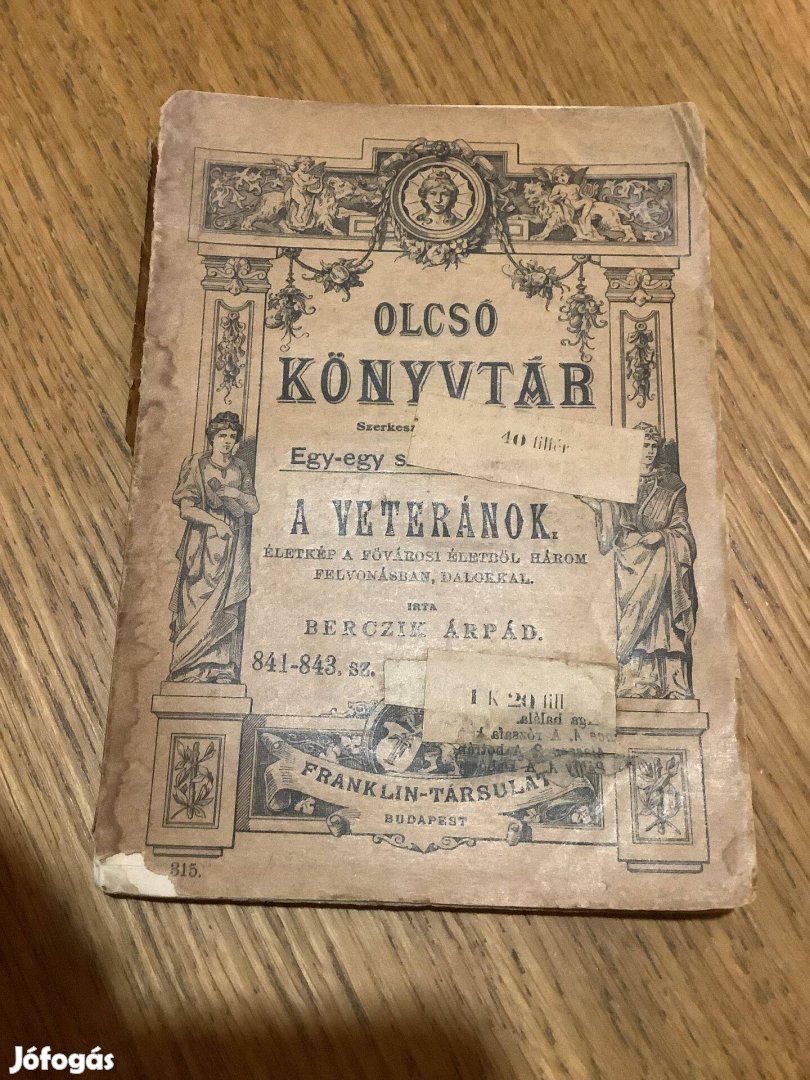 OLCSÓ
KÖNYVTÁR
Szerkes
40 fillér
Egy-egy s
A VETERÁNOK.
ÉLETKÉP A FŐVÁROSI ÉLETBŐL HÁROM
FELVONÁSBAN, DALOKKAL.
IRTA
BERCZIK ÁRPÁD.
841-843. sz.
1 K 20 fill
FRANKLIN-TÁRSULAT
BUDAPEST
315.
Jófogás